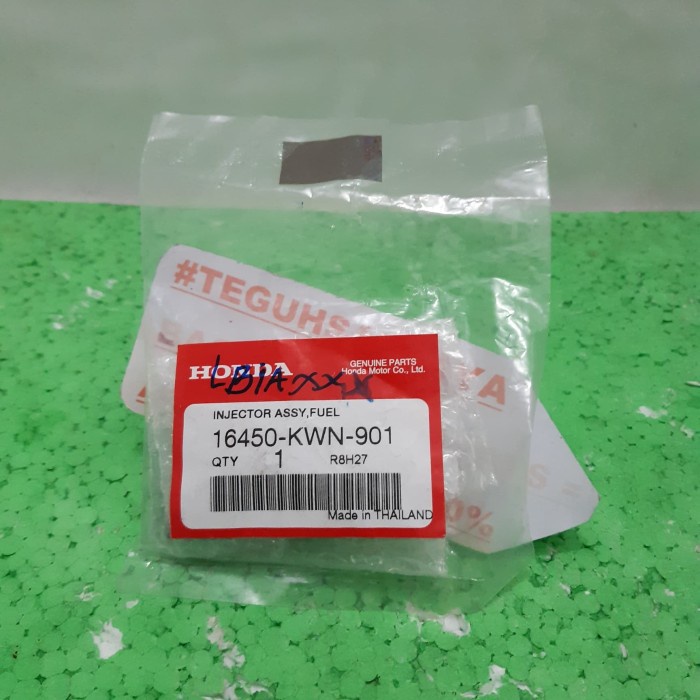 #TEGUHS
HONDA
GENUINE PARTS
Honda Motor Co., Ltd.
LB1AXXX
INJECTOR ASSY,FUEL
16450-KWN-901
QTY 1 R8H27
Made in THAILAND